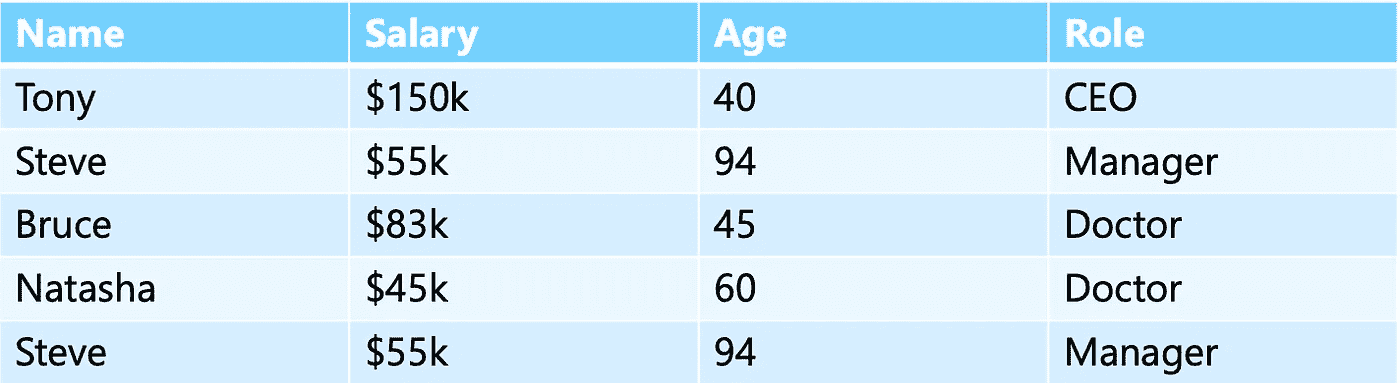 Name Salary Age Role
Tony $150k 40 CEO
Steve $55k 94 Manager
Bruce $83k 45 Doctor
Natasha $45k 60 Doctor
Steve $55k 94 Manager